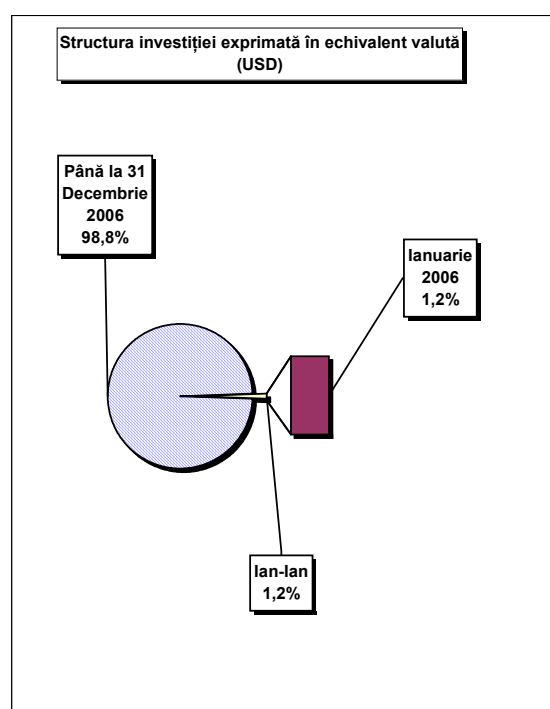 Structura investiției exprimată în echivalent valută
(USD)
Până la 31
Decembrie
2006
98,8%
Ianuarie
2006
1,2%
Ian-Ian
1,2%